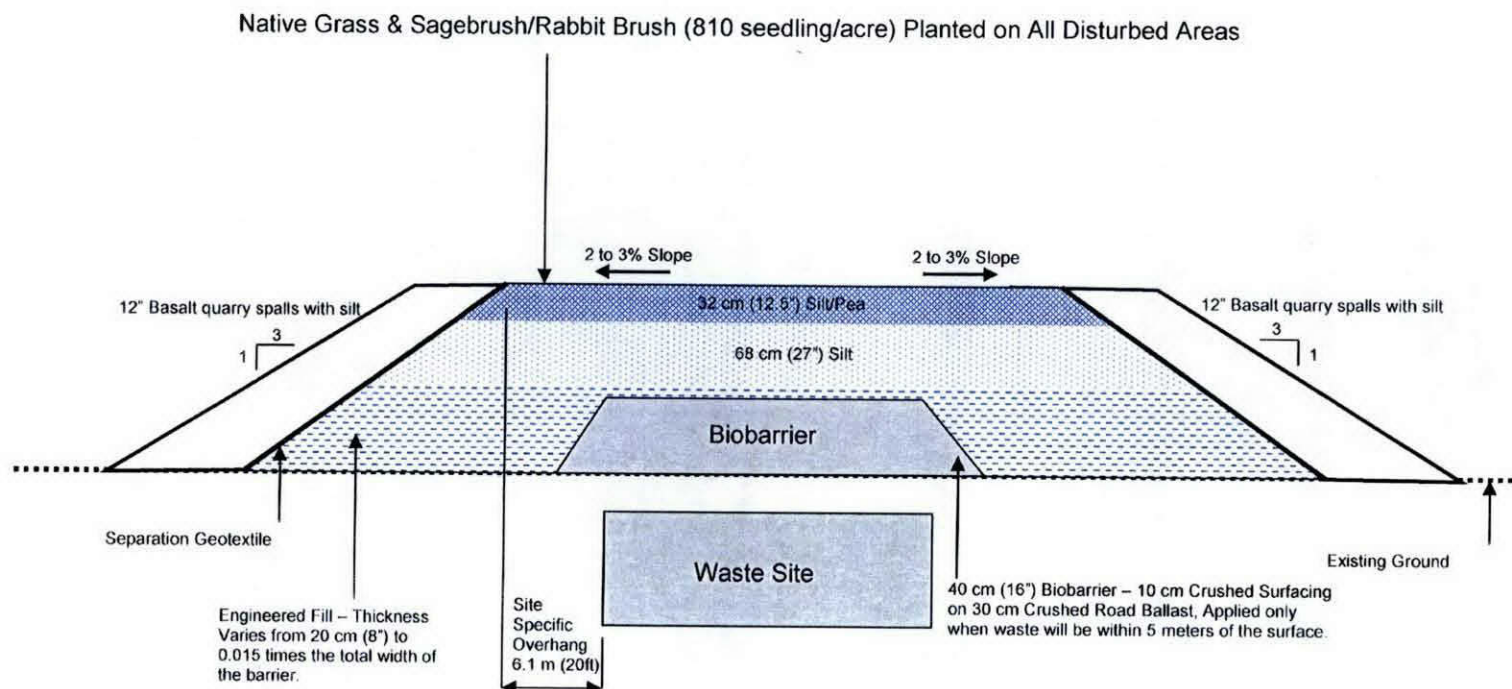 Native Grass & Sagebrush/Rabbit Brush (810 seedling/acre) Planted on All Disturbed Areas
2 to 3% Slope
2 to 3% Slope
12" Basalt quarry spalls with silt
3
1
32 cm (12.5") Silt/Pea
12" Basalt quarry spalls with silt
3
1
68 cm (27") Silt
Biobarrier
Separation Geotextile
Waste Site
Existing Ground
Engineered Fill – Thickness
Varies from 20 cm (8") to
0.015 times the total width of
the barrier.
Site
Specific
Overhang
6.1 m (20ft)
40 cm (16") Biobarrier – 10 cm Crushed Surfacing
on 30 cm Crushed Road Ballast, Applied only
when waste will be within 5 meters of the surface.